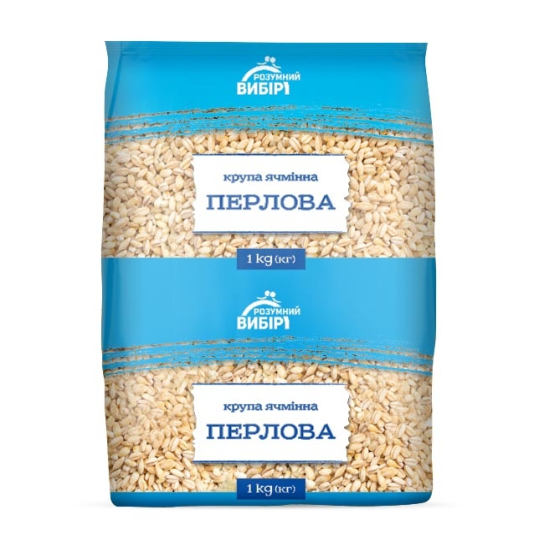 РОЗУМНИЙ
ВИБІР!
крупа ячмінна
ПЕРЛОВА
1 kg (кг)
РОЗУМНИЙ
ВИБІР!
крупа ячмінна
ПЕРЛОВА
1 kg (кг)